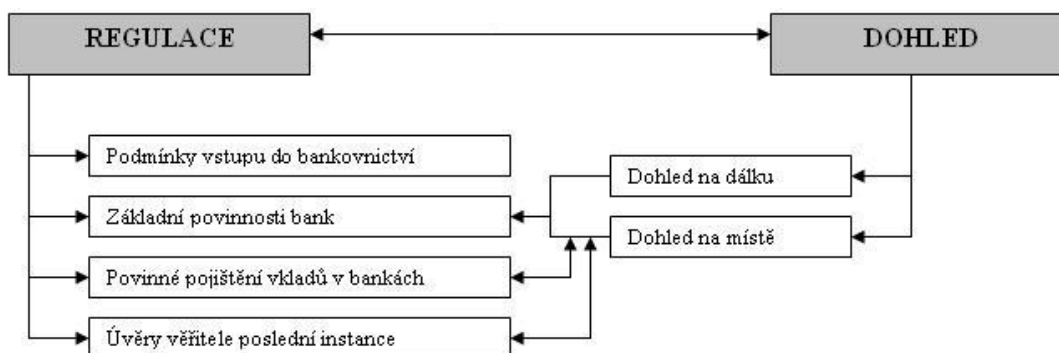 REGULACE
DOHLED
Podmínky vstupu do bankovnictví
Základní povinnosti bank
Povinné pojištění vkladů v bankách
Úvěry věřitele poslední instance
Dohled na dálku
Dohled na místě